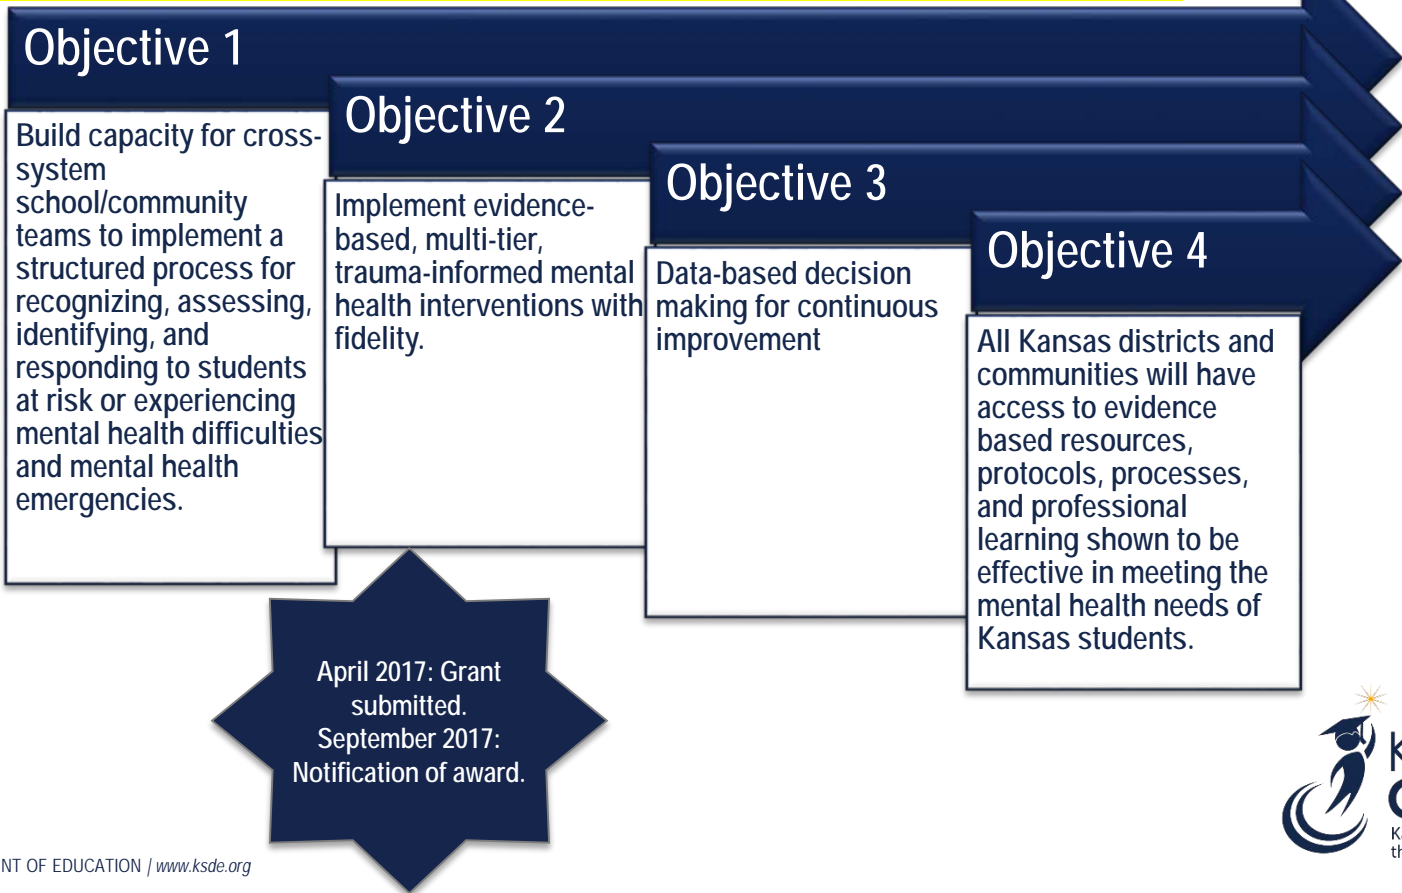 Objective 1
Build capacity for cross-
system
school/community
teams to implement a
structured process for
recognizing, assessing,
identifying, and
responding to students
at risk or experiencing
mental health difficulties
and mental health
emergencies.
Objective 2
Implement evidence-
based, multi-tier,
trauma-informed mental
health interventions with
fidelity.
Objective 3
Data-based decision
making for continuous
improvement
Objective 4
All Kansas districts and
communities will have
access to evidence
based resources,
protocols, processes,
and professional
learning shown to be
effective in meeting the
mental health needs of
Kansas students.
April 2017: Grant
submitted.
September 2017:
Notification of award.
NT OF EDUCATION | www.ksde.org